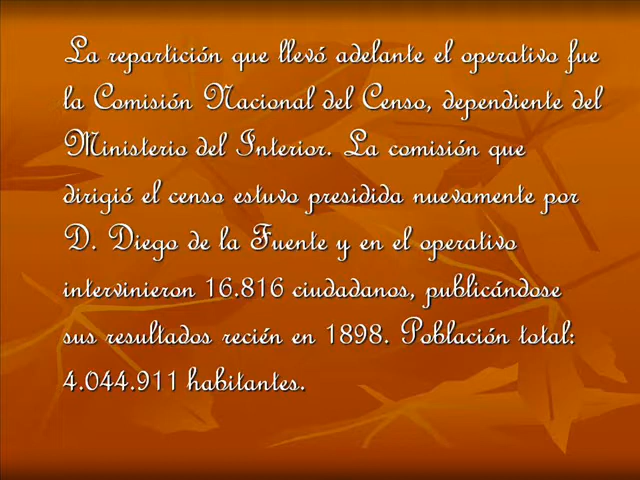 La repartición que llevó adelante el operativo fue
la Comisión Nacional del Censo, dependiente del
Ministerio del Interior. La comisión que
dirigió el censo estuvo presidida nuevamente por
D. Diego de la Fuente y en el operativo
intervinieron 16.816 ciudadanos, publicándose
sus resultados recién en 1898. Población total:
4.044.911 habitantes.